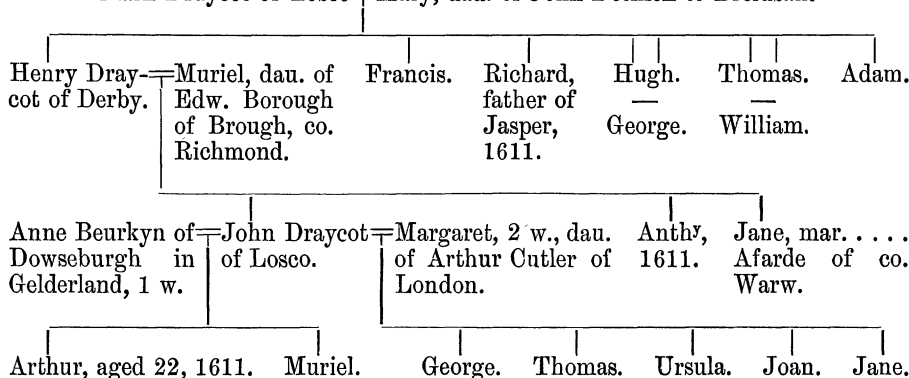 Henry Dray- Muriel, dau. of Francis. Richard, Hugh. Thomas. Adam.
cot of Derby. Edw. Borough father of — —
of Brough, co. Jasper, George. William.
Richmond. 1611.
Anne Beurkyn of John Draycot Margaret, 2 w., dau. Anthy, Jane, mar. . . . . .
Dowseburgh in of Losco. of Arthur Cutler of 1611. Afarde of co.
Gelderland, 1 w. London. Warw.
Arthur, aged 22, 1611. Muriel. George. Thomas. Ursula. Joan. Jane.